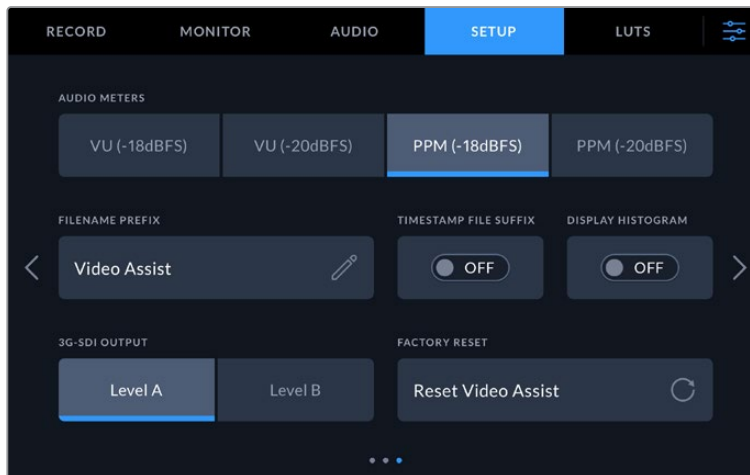 RECORD MONITOR AUDIO SETUP LUTS
AUDIO METERS
VU (-18dBFS) VU (-20dBFS) PPM (-18dBFS) PPM (-20dBFS)
FILENAME PREFIX TIMESTAMP FILE SUFFIX DISPLAY HISTOGRAM
Video Assist OFF OFF
3G-SDI OUTPUT FACTORY RESET
Level A Level B Reset Video Assist